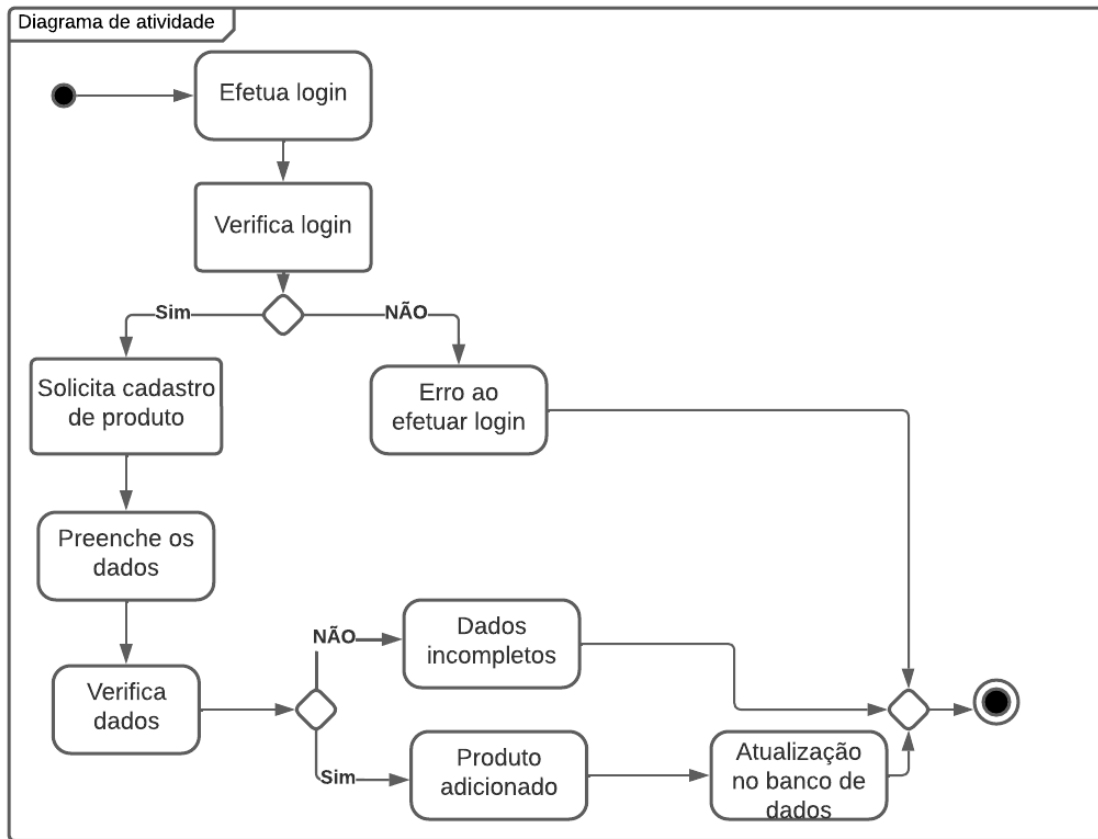 Diagrama de atividade
Efetua login
Verifica login
Sim
NÃO
Solicita cadastro
de produto
Erro ao
efetuar login
Preenche os
dados
NÃO
Dados
incompletos
Verifica
dados
Sim
Produto
adicionado
Atualização
no banco de
dados